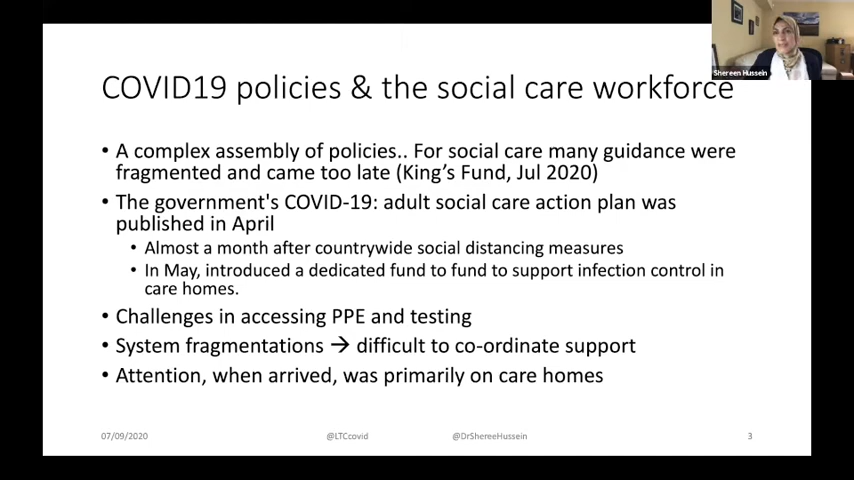 Shereen Hussein
COVID19 policies & the social care workforce
• A complex assembly of policies.. For social care many guidance were
fragmented and came too late (King's Fund, Jul 2020)
• The government's COVID-19: adult social care action plan was
published in April
• Almost a month after countrywide social distancing measures
• In May, introduced a dedicated fund to fund to support infection control in
care homes.
• Challenges in accessing PPE and testing
• System fragmentations → difficult to co-ordinate support
• Attention, when arrived, was primarily on care homes
07/09/2020
@LTCcovid
@DrShereeHussein
3